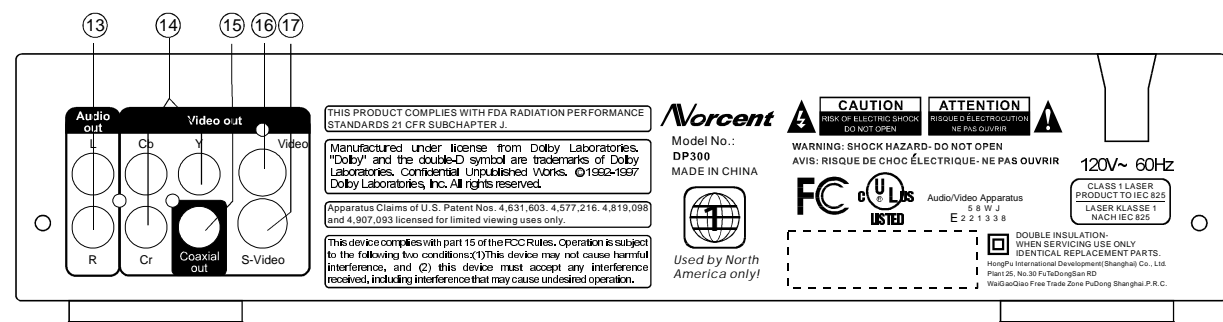 13 14 15 16 17
Audio
out
Video out
L
Cb
Y
Video
R
Cr
Coaxial
out
S-Video
THIS PRODUCT COMPLIES WITH FDA RADIATION PERFORMANCE
STANDARDS 21 CFR SUBCHAPTER J.
Manufactured under license from Dolby Laboratories.
"Dolby" and the double-D symbol are trademarks of Dolby
Laboratories. Confidential Unpublished Works. ©1992-1997
Dolby Laboratories, Inc. All rights reserved.
Apparatus Claims of U.S. Patent Nos. 4,631,603. 4,577,216. 4,819,098
and 4,907,093 licensed for limited viewing uses only.
This device complies with part 15 of the FCC Rules. Operation is subject
to the following two conditions:(1)This device may not cause harmful
interference, and (2) this device must accept any interference
received, including interference that may cause undesired operation.
Norcent
Model No.:
DP300
MADE IN CHINA
1
Used by North
America only!
CAUTION
RISK OF ELECTRIC SHOCK
DO NOT OPEN
ATTENTION
RISQUE D ÉLECTROCUTION
NE PAS OUVRIR
WARNING: SHOCK HAZARD- DO NOT OPEN
AVIS: RISQUE DE CHOC ÉLECTRIQUE- NE PAS OUVRIR
FC
C UL ® US
LISTED
Audio/Video Apparatus
58WJ
E221338
120V~ 60Hz
CLASS 1 LASER
PRODUCT TO IEC 825
LASER KLASSE 1
NACH IEC 825
DOUBLE INSULATION-
WHEN SERVICING USE ONLY
IDENTICAL REPLACEMENT PARTS.
HongPu International Development(Shanghai) Co., Ltd.
Plant 25, No.30 FuTeDongSan RD
WaiGaoQiao Free Trade Zone PuDong Shanghai.P.R.C.